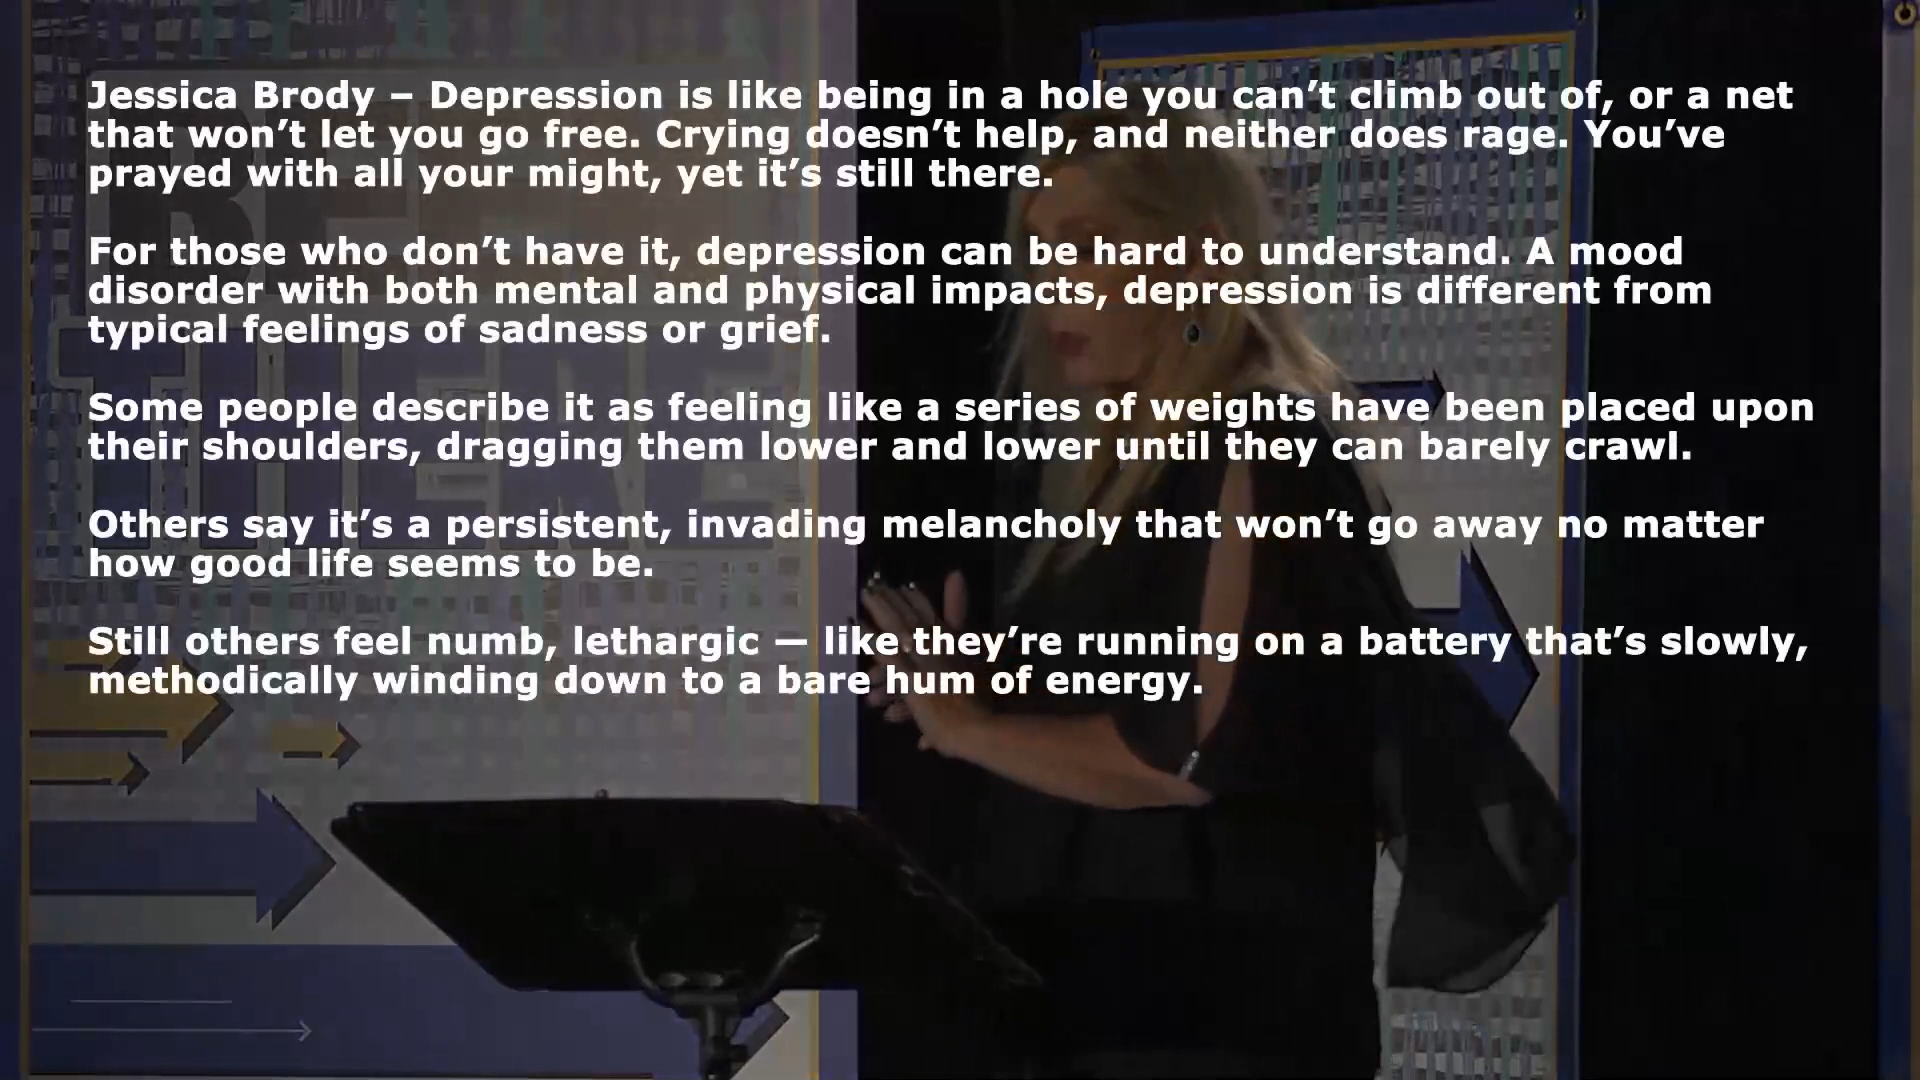 Jessica Brody – Depression is like being in a hole you can’t climb out of, or a net
that won’t let you go free. Crying doesn’t help, and neither does rage. You’ve
prayed with all your might, yet it’s still there.
For those who don’t have it, depression can be hard to understand. A mood
disorder with both mental and physical impacts, depression is different from
typical feelings of sadness or grief.
Some people describe it as feeling like a series of weights have been placed upon
their shoulders, dragging them lower and lower until they can barely crawl.
Others say it’s a persistent, invading melancholy that won’t go away no matter
how good life seems to be.
Still others feel numb, lethargic — like they’re running on a battery that’s slowly,
methodically winding down to a bare hum of energy.